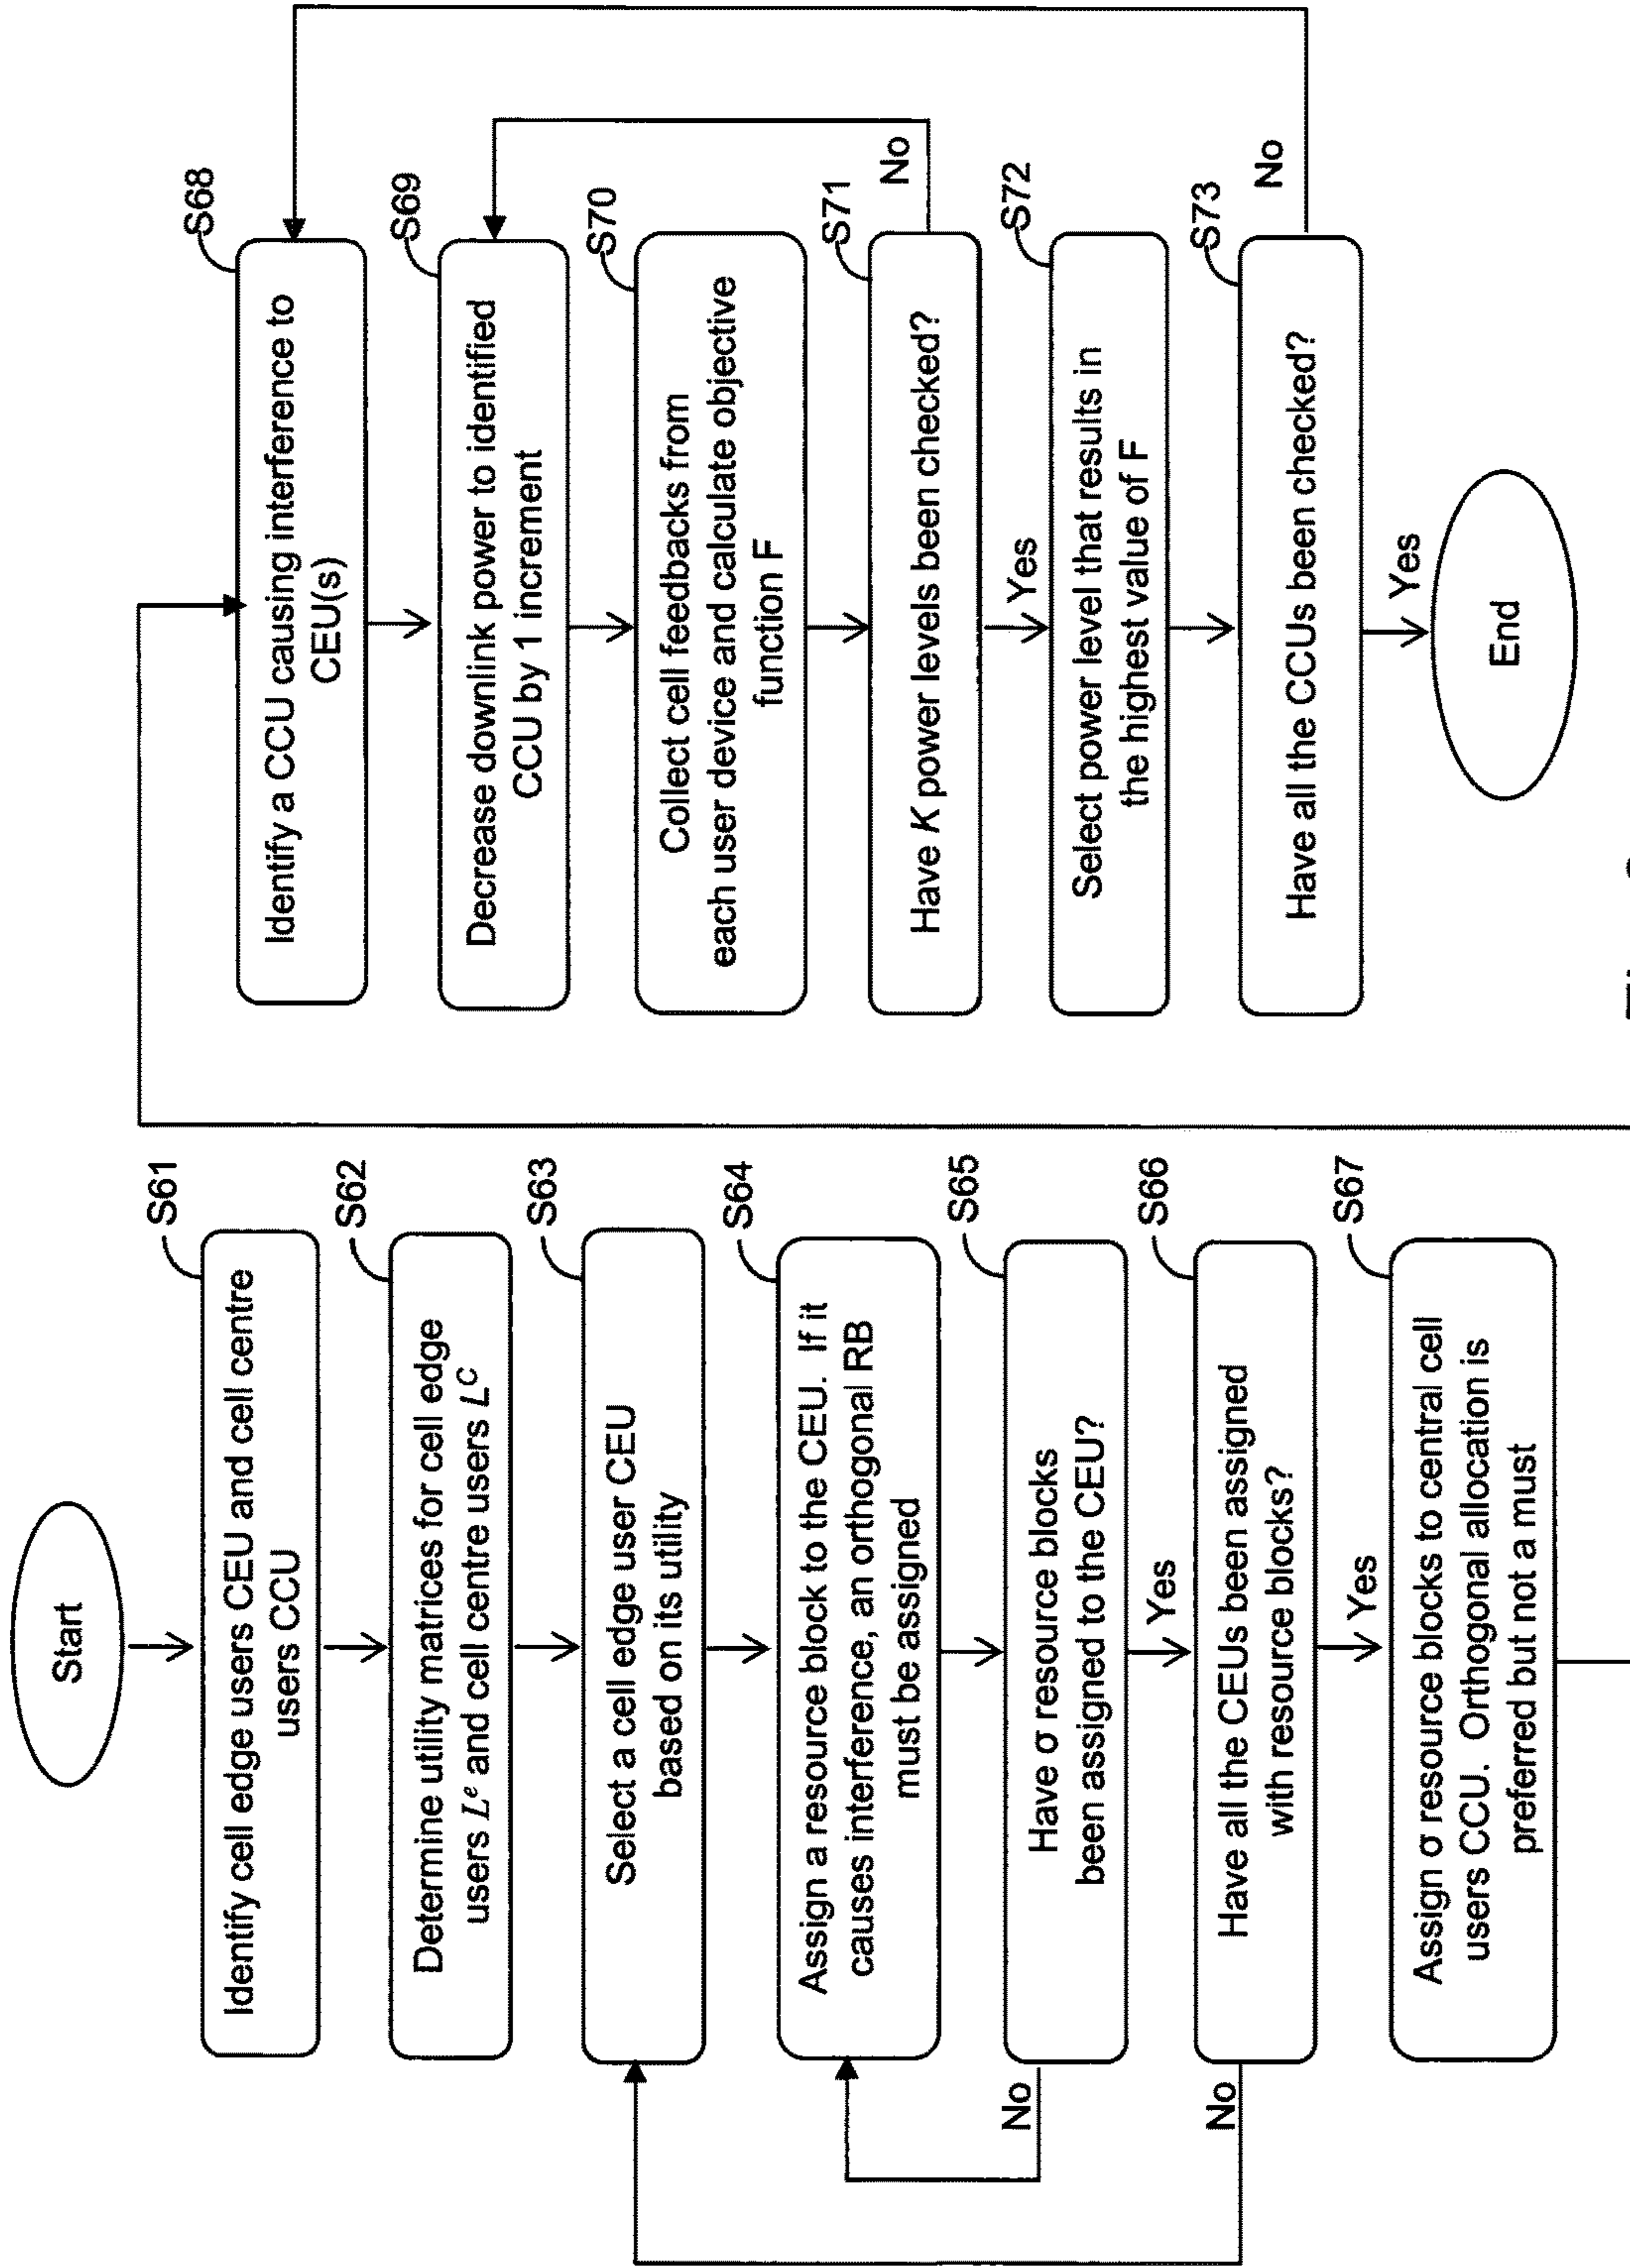 Start
S61
Identify cell edge users CEU and cell centre
users CCU
S62
Determine utility matrices for cell edge
users Lᵉ and cell centre users Lᶜ
S63
Select a cell edge user CEU
based on its utility
S64
Assign a resource block to the CEU. If it
causes interference, an orthogonal RB
must be assigned
S65
Have σ resource blocks
been assigned to the CEU?
No
Yes
S66
Have all the CEUs been assigned
with resource blocks?
No
Yes
S67
Assign σ resource blocks to central cell
users CCU. Orthogonal allocation is
preferred but not a must
S68
Identify a CCU causing interference to
CEU(s)
S69
Decrease downlink power to identified
CCU by 1 increment
S70
Collect cell feedbacks from
each user device and calculate objective
function F
S71
Have K power levels been checked?
No
Yes
S72
Select power level that results in
the highest value of F
S73
Have all the CCUs been checked?
No
Yes
End